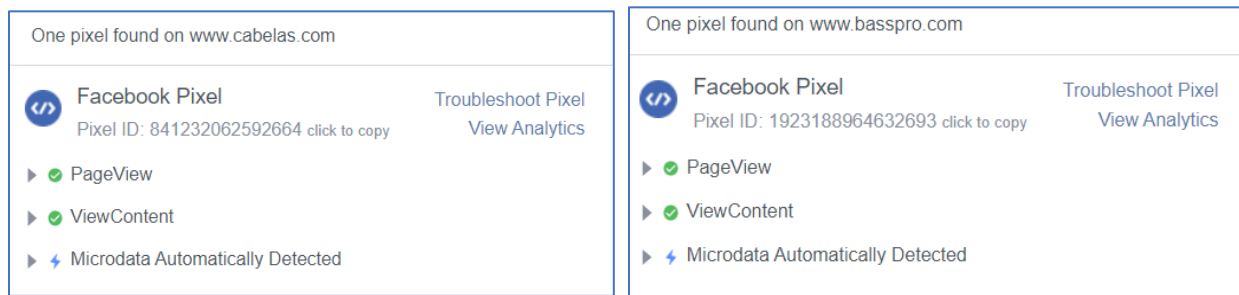 One pixel found on www.cabelas.com
Facebook Pixel
Troubleshoot Pixel
Pixel ID: 841232062592664 click to copy
View Analytics
PageView
ViewContent
Microdata Automatically Detected
One pixel found on www.basspro.com
Facebook Pixel
Troubleshoot Pixel
Pixel ID: 1923188964632693 click to copy
View Analytics
PageView
ViewContent
Microdata Automatically Detected